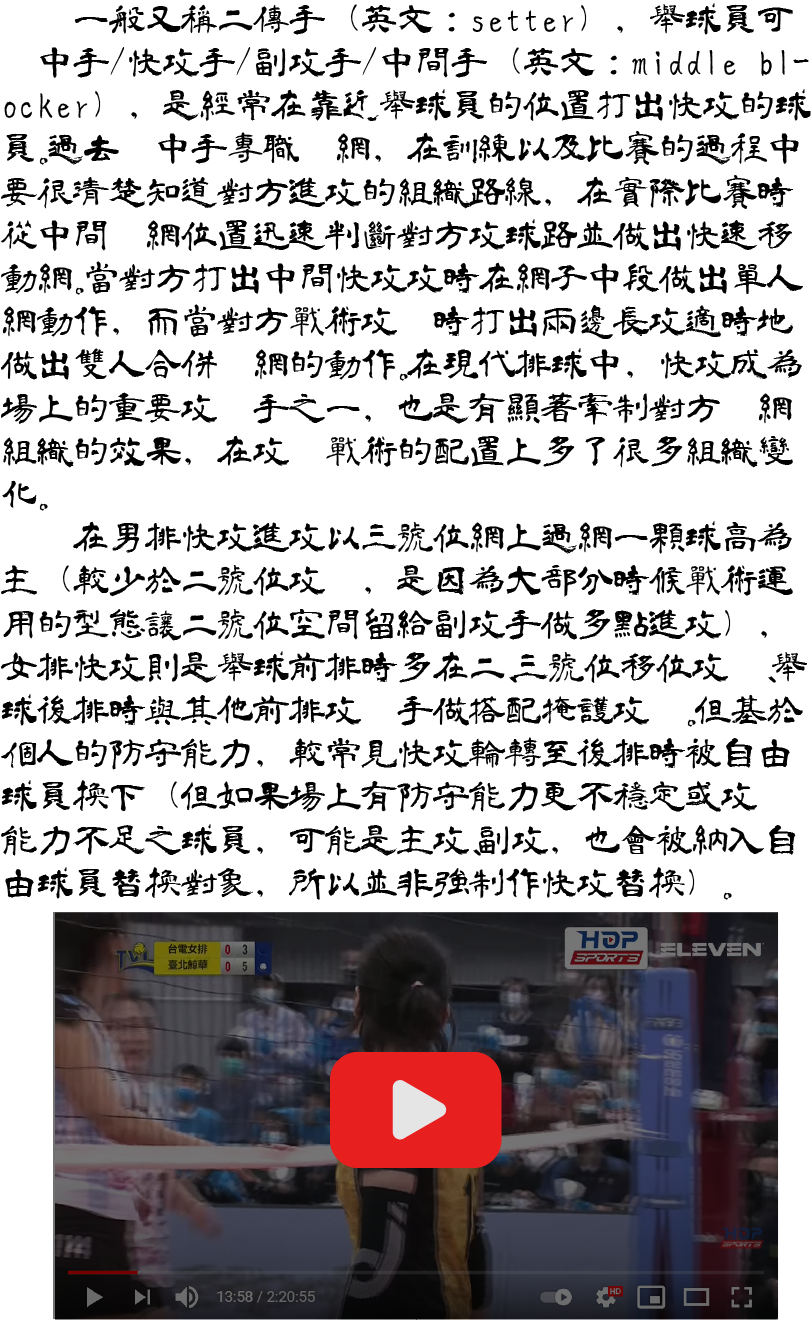 一般又稱二傳手（英文：setter），舉球員可
中手/快攻手/副攻手/中間手（英文：middle bl-
ocker），是經常在靠近舉球員的位置打出快攻的球
員。過去　中手專職　網，在訓練以及比賽的過程中
要很清楚知道對方進攻的組織路線，在實際比賽時
從中間　網位置迅速判斷對方攻球路並做出快速移
動網。當對方打出中間快攻攻時在網子中段做出單人
網動作，而當對方戰術攻　時打出兩邊長攻適時地
做出雙人合併　網的動作。在現代排球中，快攻成為
場上的重要攻　手之一，也是有顯著牽制對方　網
組織的效果，在攻　戰術的配置上多了很多組織變
化。
在男排快攻進攻以三號位網上過網一顆球高為
主（較少於二號位攻　，是因為大部分時候戰術運
用的型態讓二號位空間留給副攻手做多點進攻），
女排快攻則是舉球前排時多在二、三號位移位攻　、舉
球後排時與其他前排攻　手做搭配掩護攻　。但基於
個人的防守能力，較常見快攻輪轉至後排時被自由
球員換下（但如果場上有防守能力更不穩定或攻
能力不足之球員，可能是主攻、副攻，也會被納入自
由球員替換對象，所以並非強制作快攻替換）。
TVL 台電女排 0 3
臺北鯨華 0 5
HOP SPORTS ELEVEN
HOP SPORTS
13:58 / 2:20:55
HD